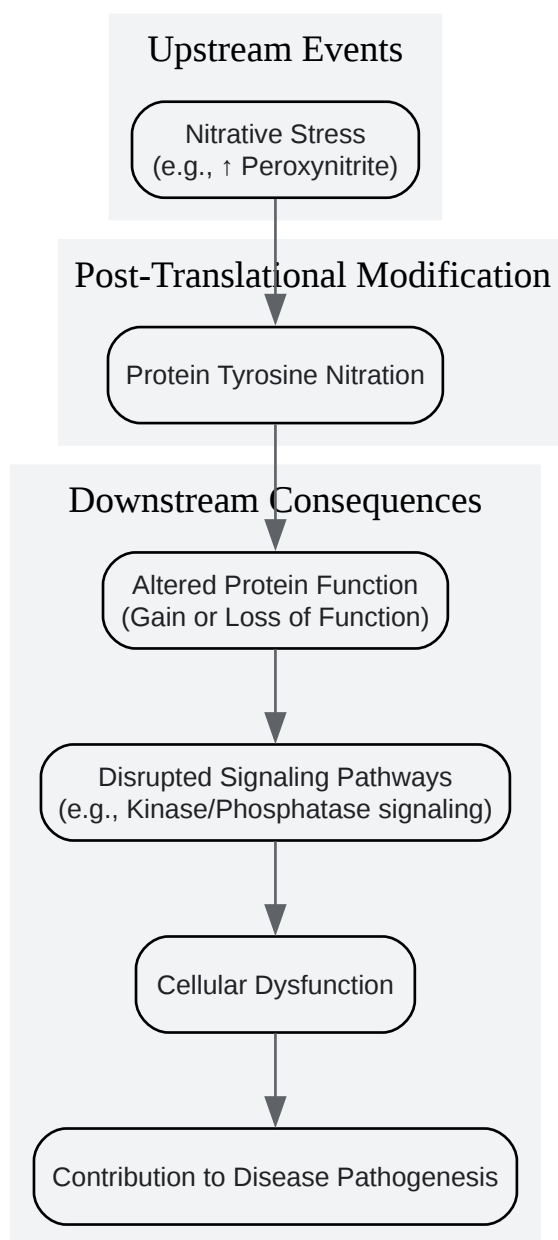 Upstream Events
Nitrative Stress
(e.g., ↑ Peroxynitrite)
Post-Translational Modification
Protein Tyrosine Nitration
Downstream Consequences
Altered Protein Function
(Gain or Loss of Function)
Disrupted Signaling Pathways
(e.g., Kinase/Phosphatase signaling)
Cellular Dysfunction
Contribution to Disease Pathogenesis